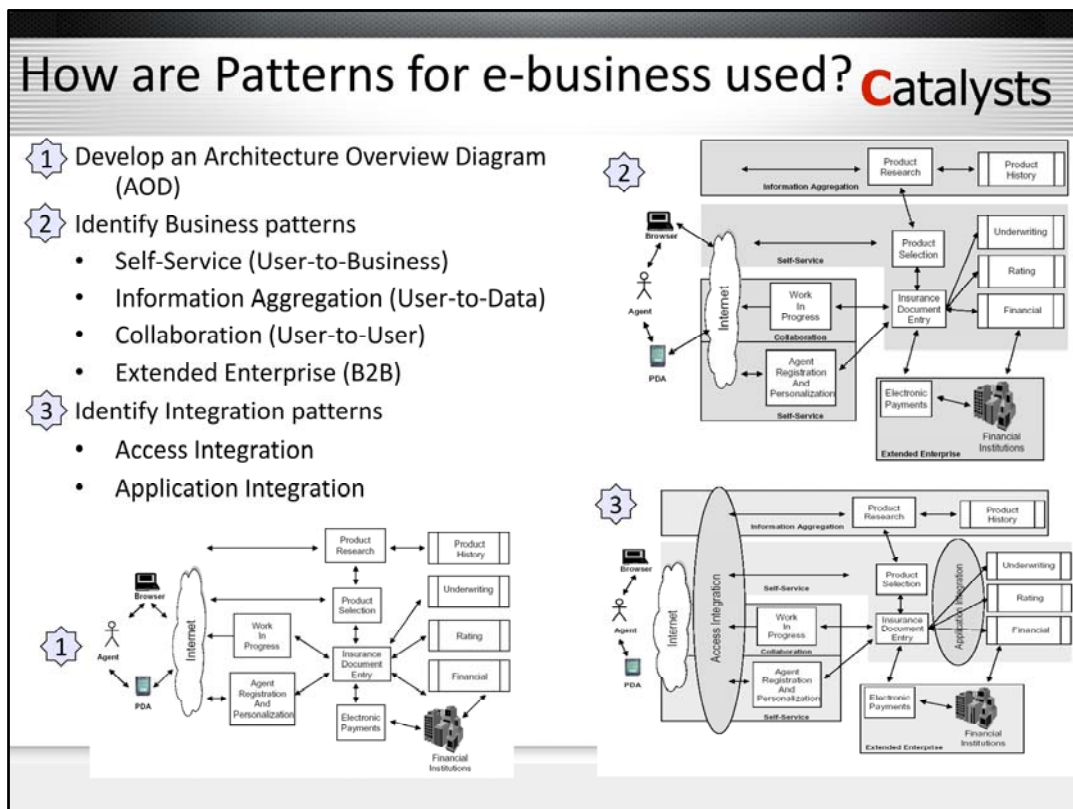 How are Patterns for e-business used?
Catalysts
1 Develop an Architecture Overview Diagram
(AOD)
2 Identify Business patterns
• Self-Service (User-to-Business)
• Information Aggregation (User-to-Data)
• Collaboration (User-to-User)
• Extended Enterprise (B2B)
3 Identify Integration patterns
• Access Integration
• Application Integration
1
Browser
Agent
PDA
Internet
Product
Research
Product
History
Product
Selection
Underwriting
Work
In
Progress
Rating
Insurance
Document
Entry
Financial
Agent
Registration
And
Personalization
Electronic
Payments
Financial
Institutions
2
Product
Research
Product
History
Information Aggregation
Browser
Agent
PDA
Internet
Product
Selection
Self-Service
Underwriting
Rating
Financial
Work
In
Progress
Collaboration
Insurance
Document
Entry
Agent
Registration
And
Personalization
Self-Service
Electronic
Payments
Financial
Institutions
Extended Enterprise
3
Product
Research
Product
History
Information Aggregation
Browser
Agent
PDA
Internet
Access Integration
Product
Selection
Self-Service
Application Integration
Underwriting
Rating
Financial
Work
In
Progress
Collaboration
Insurance
Document
Entry
Agent
Registration
And
Personalization
Self-Service
Electronic
Payments
Financial
Institutions
Extended Enterprise